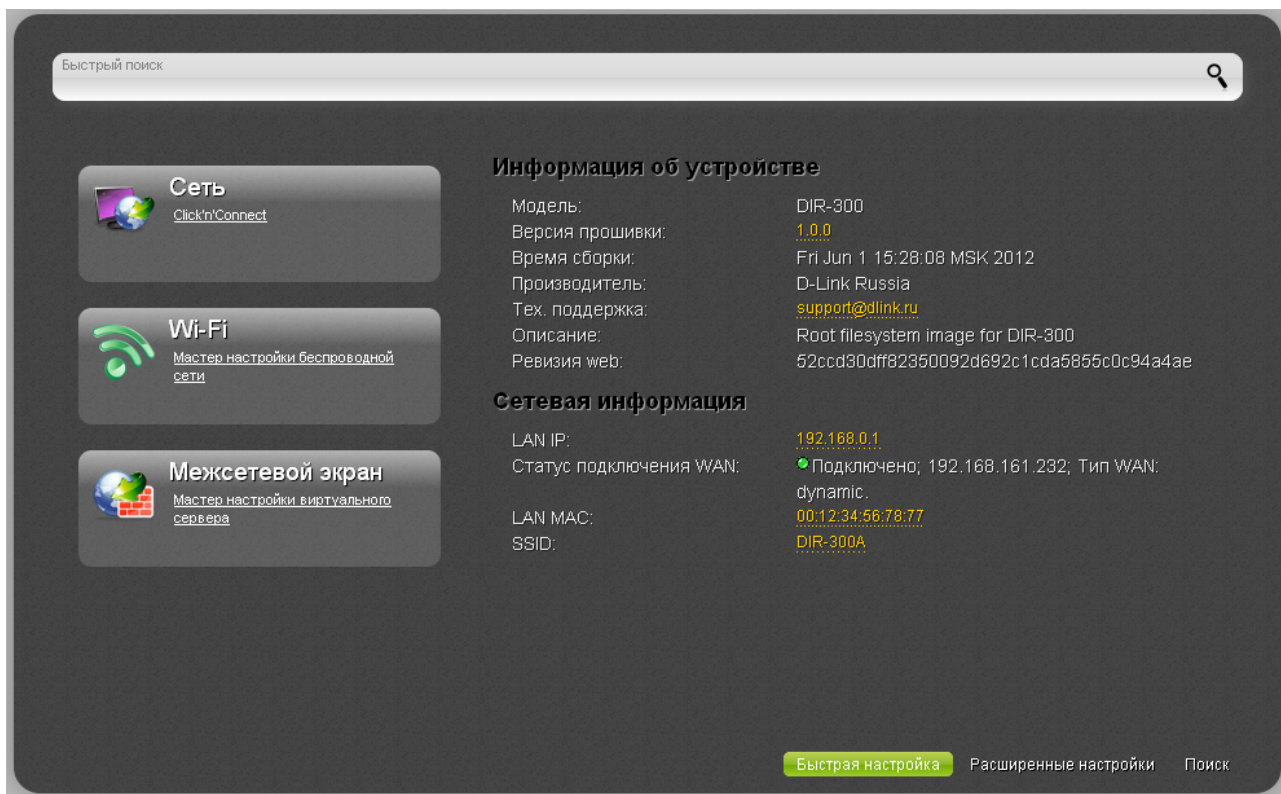 Быстрый поиск
Сеть
Click'n'Connect
Wi-Fi
Мастер настройки беспроводной
сети
Межсетевой экран
Мастер настройки виртуального
сервера
Информация об устройстве
Модель: DIR-300
Версия прошивки: 1.0.0
Время сборки: Fri Jun 1 15:28:08 MSK 2012
Производитель: D-Link Russia
Тех. поддержка: support@dlink.ru
Описание: Root filesystem image for DIR-300
Ревизия web: 52ccd30dff82350092d692c1cda5855c0c94a4ae
Сетевая информация
LAN IP: 192.168.0.1
Статус подключения WAN: Подключено; 192.168.161.232; Тип WAN:
dynamic.
LAN MAC: 00:12:34:56:78:77
SSID: DIR-300A
Быстрая настройка Расширенные настройки Поиск